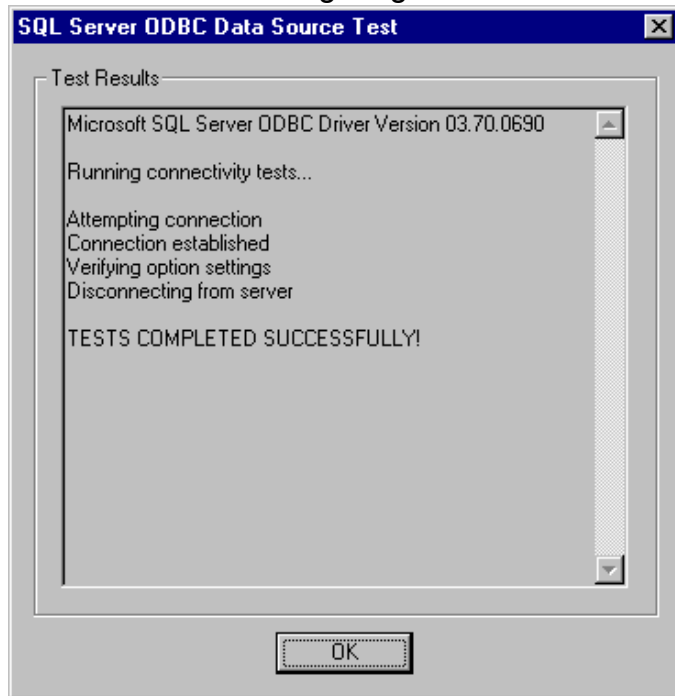 SQL Server ODBC Data Source Test
Test Results
Microsoft SQL Server ODBC Driver Version 03.70.0690
Running connectivity tests...
Attempting connection
Connection established
Verifying option settings
Disconnecting from server
TESTS COMPLETED SUCCESSFULLY!
OK